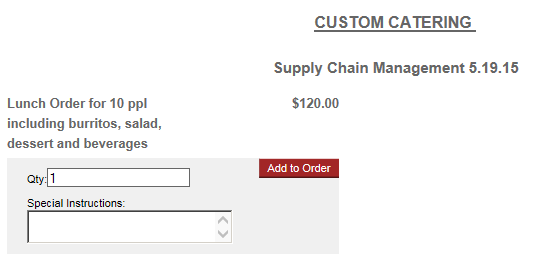 CUSTOM CATERING
Supply Chain Management 5.19.15
Lunch Order for 10 ppl $120.00
including burritos, salad,
dessert and beverages
Add to Order
Qty: 1
Special Instructions: